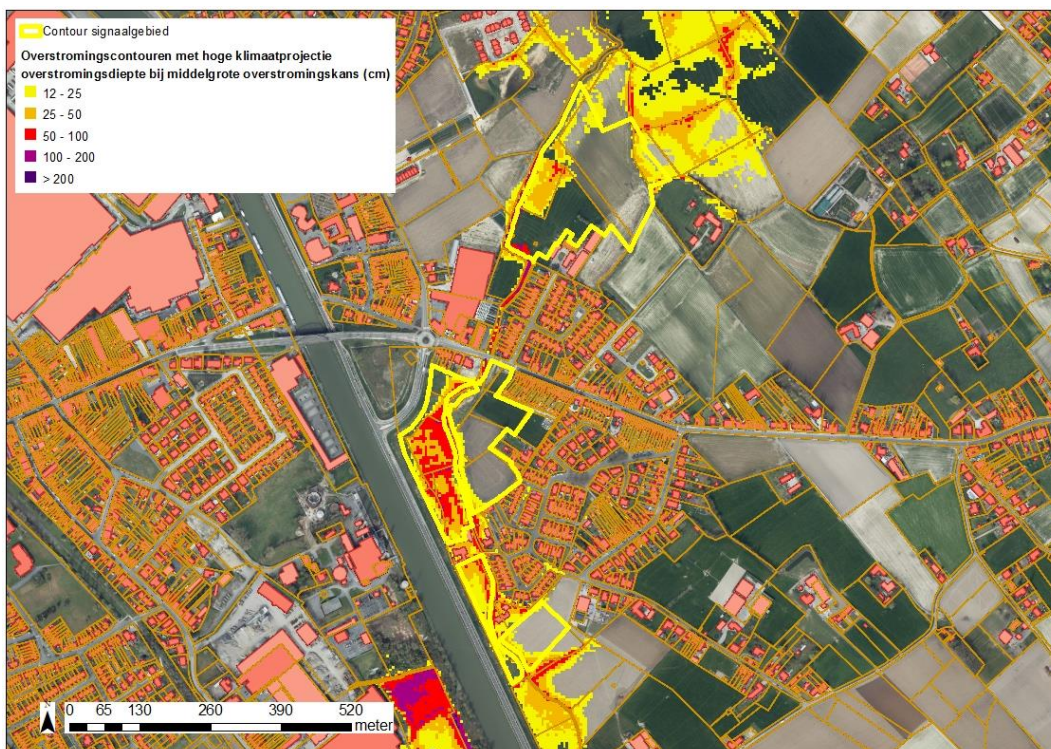 Contour signaalgebied
Overstromingscontouren met hoge klimaatprojectie
overstromingsdiepte bij middelgrote overstromingskans (cm)
12 - 25
25 - 50
50 - 100
100 - 200
> 200
0 65 130 260 390 520
meter